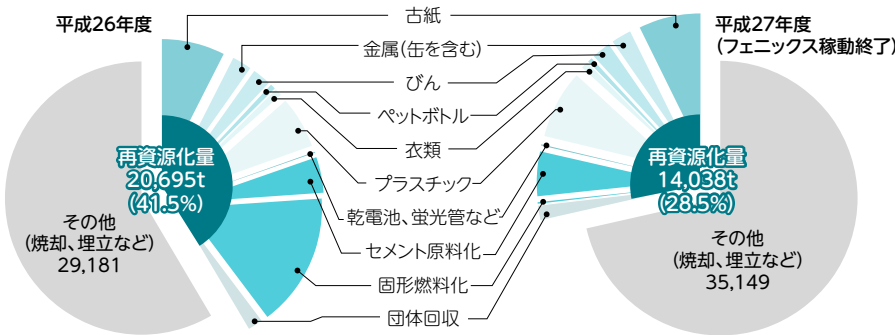 平成26年度
再資源化量
20,695t
(41.5%)
その他
(焼却、埋立など)
29,181
古紙
金属(缶を含む)
びん
ペットボトル
衣類
プラスチック
乾電池、蛍光管など
セメント原料化
固形燃料化
団体回収
平成27年度
(フェニックス稼動終了)
再資源化量
14,038t
(28.5%)
その他
(焼却、埋立など)
35,149